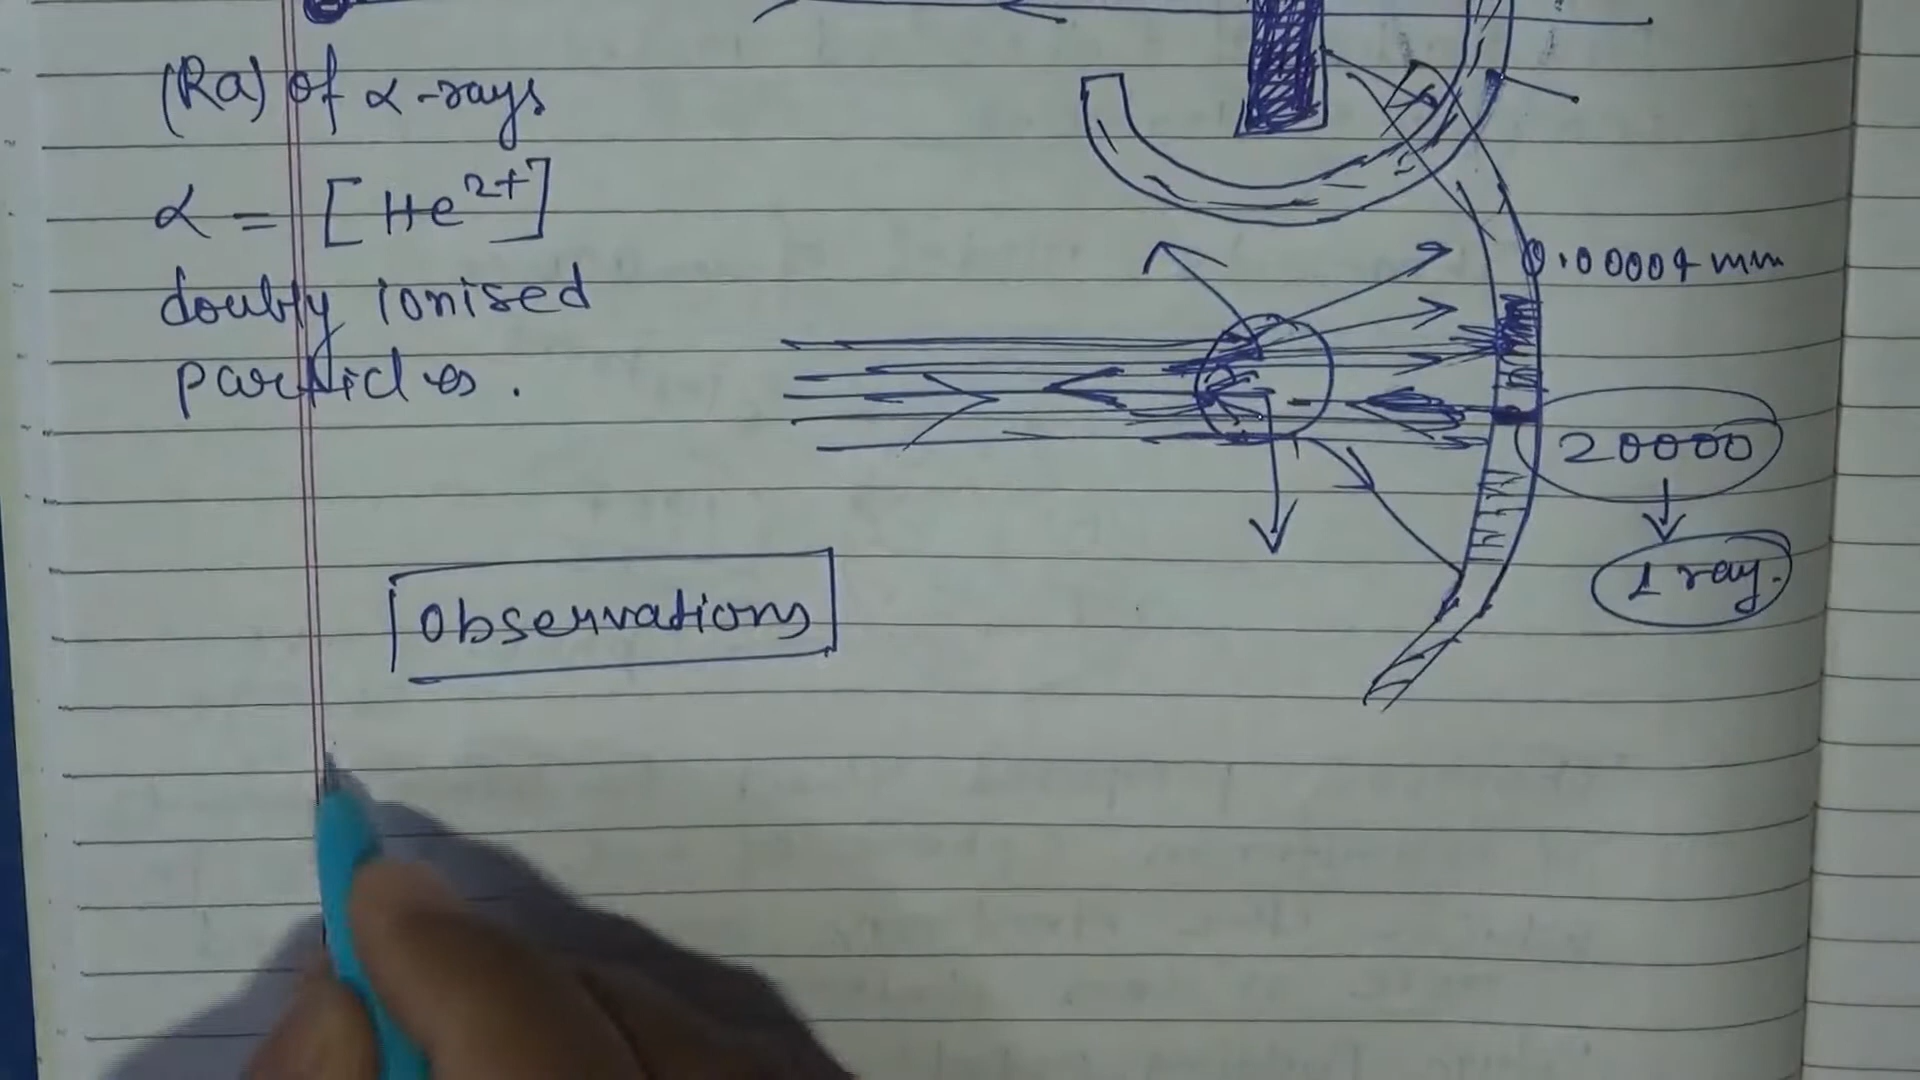 (Ra) of α-rays
α = [He²⁺]
doubly ionised
particles.
0.00004 mm
20000
1 ray.
Observations